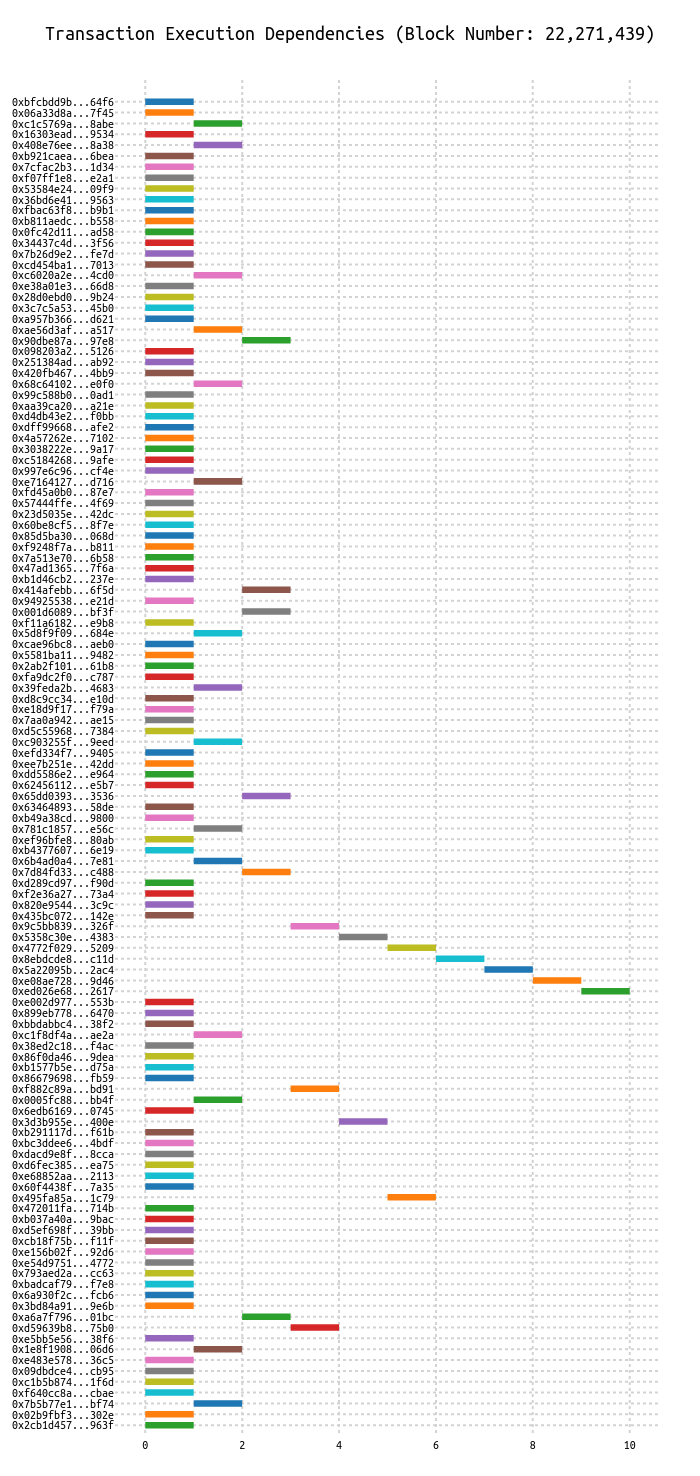 Transaction Execution Dependencies (Block Number: 22,271,439)
0xbfcbdd9b...64f6
0x06a33d8a...7f45
0xc1c5769a...8abe
0x16303ead...9534
0x408e76ee...8a38
0xb921caea...6bea
0x7cfac2b3...1d34
0xf07ff1e8...e2a1
0x53584e24...09f9
0x36bd6e41...9563
0xfbac63f8...b9b1
0xb811aedc...b558
0x0fc42d11...ad58
0x34437c4d...3f56
0x7b26d9e2...fe7d
0xcd454ba1...7013
0xc6020a2e...4cd0
0xe38a01e3...66d8
0x28d0ebd0...9b24
0x3c7c5a53...45b0
0xa957b366...d621
0xae56d3af...a517
0x90dbe87a...97e8
0x098203a2...5126
0x251384ad...ab92
0x420fb467...4bb9
0x68c64102...e0f0
0x99c588b0...0ad1
0xaa39ca20...a21e
0xd4db43e2...f0bb
0xdff99668...afe2
0x4a57262e...7102
0x3038222e...9a17
0xc5184268...9afe
0x997e6c96...cf4e
0xe7164127...d716
0xfd45a0b0...87e7
0x57444ffe...4f69
0x23d5035e...42dc
0x60be8cf5...8f7e
0x85d5ba30...068d
0xf9248f7a...b811
0x7a513e70...6b58
0x47ad1365...7f6a
0xb1d46cb2...237e
0x414afebb...6f5d
0x94925538...e21d
0x001d6089...bf3f
0xf11a6182...e9b8
0x5d8f9f09...684e
0xcae96bc8...aeb0
0x5581ba11...9482
0x2ab2f101...61b8
0xfa9dc2f0...c787
0x39feda2b...4683
0xd8c9cc34...e10d
0xe18d9f17...f79a
0x7aa0a942...ae15
0xd5c55968...7384
0xc903255f...9eed
0xefd334f7...9405
0xee7b251e...42dd
0xdd5586e2...e964
0x62456112...e5b7
0x65dd0393...3536
0x63464893...58de
0xb49a38cd...9800
0x781c1857...e56c
0xef96bfe8...80ab
0xb4377607...6e19
0x6b4ad0a4...7e81
0x7d84fd33...c488
0xd289cd97...f90d
0xf2e36a27...73a4
0x820e9544...3c9c
0x435bc072...142e
0x9c5bb839...326f
0x5358c30e...4383
0x4772f029...5209
0x8ebdcde8...c11d
0x5a22095b...2ac4
0xe08ae728...9d46
0xed026e68...2617
0xe002d977...553b
0x899eb778...6470
0xbbdabbc4...38f2
0xc1f8df4a...ae2a
0x38ed2c18...f4ac
0x86f0da46...9dea
0xb1577b5e...d75a
0x86679698...fb59
0xf882c89a...bd91
0x0005fc88...bb4f
0x6edb6169...0745
0x3d3b955e...400e
0xb291117d...f61b
0xbc3ddee6...4bdf
0xdacd9e8f...8cca
0xd6fec385...ea75
0xe68852aa...2113
0x60f4438f...7a35
0x495fa85a...1c79
0x472011fa...714b
0xb037a40a...9bac
0xd5ef698f...39bb
0xcb18f75b...f11f
0xe156b02f...92d6
0xe54d9751...4772
0x793aed2a...cc63
0xbadcaf79...f7e8
0x6a930f2c...fcb6
0x3bd84a91...9e6b
0xa6a7f796...01bc
0xd59639b8...75b0
0xe5bb5e56...38f6
0x1e8f1908...06d6
0xe483e578...36c5
0x09dbdce4...cb95
0xc1b5b874...1f6d
0xf640cc8a...cbae
0x7b5b77e1...bf74
0x02b9fbf3...302e
0x2cb1d457...963f
0 2 4 6 8 10